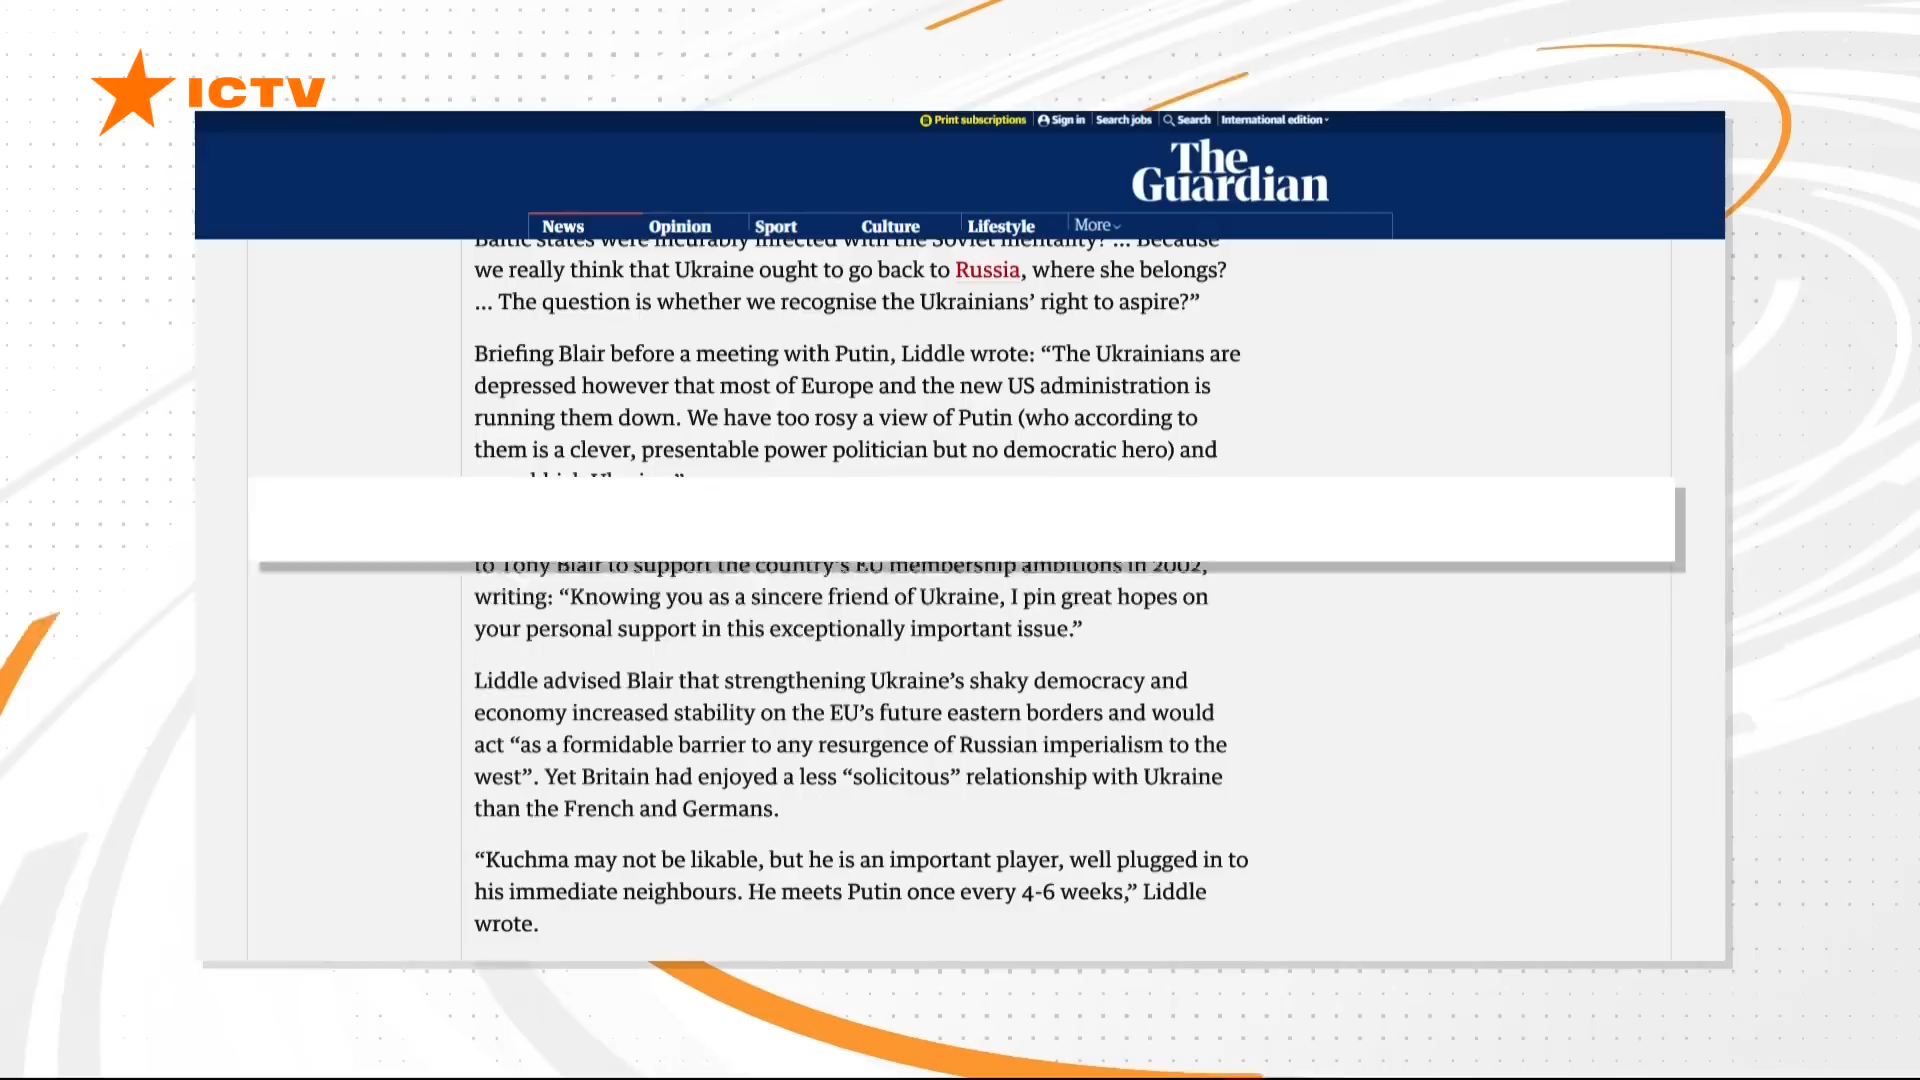 ICTV
Print subscriptions Sign in Search jobs Search International edition
The
Guardian
News Opinion Sport Culture Lifestyle More
Baltic states were incurably infected with the Soviet mentality? ... Because
we really think that Ukraine ought to go back to Russia, where she belongs?
... The question is whether we recognise the Ukrainians’ right to aspire?”
Briefing Blair before a meeting with Putin, Liddle wrote: “The Ukrainians are
depressed however that most of Europe and the new US administration is
running them down. We have too rosy a view of Putin (who according to
them is a clever, presentable power politician but no democratic hero) and
to Tony Blair to support the country’s EU membership ambitions in 2002,
writing: “Knowing you as a sincere friend of Ukraine, I pin great hopes on
your personal support in this exceptionally important issue.”
Liddle advised Blair that strengthening Ukraine’s shaky democracy and
economy increased stability on the EU’s future eastern borders and would
act “as a formidable barrier to any resurgence of Russian imperialism to the
west”. Yet Britain had enjoyed a less “solicitous” relationship with Ukraine
than the French and Germans.
“Kuchma may not be likable, but he is an important player, well plugged in to
his immediate neighbours. He meets Putin once every 4-6 weeks,” Liddle
wrote.